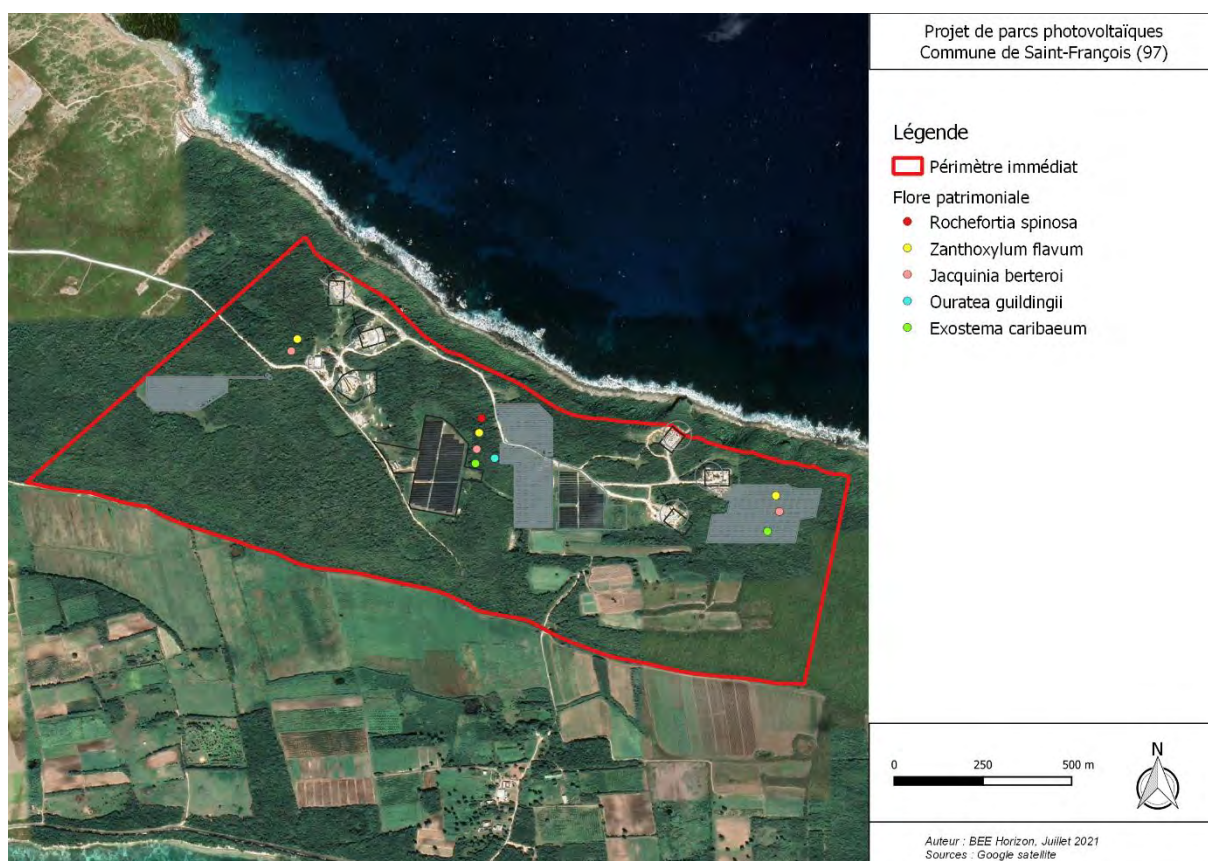 Projet de parcs photovoltaïques
Commune de Saint-François (97)
Légende
Périmètre immédiat
Flore patrimoniale
Rochefortia spinosa
Zanthoxylum flavum
Jacquinia berteroi
Ouratea guildingii
Exostema caribaeum
N
0 250 500 m
Auteur : BEE Horizon, Juillet 2021
Sources : Google satellite